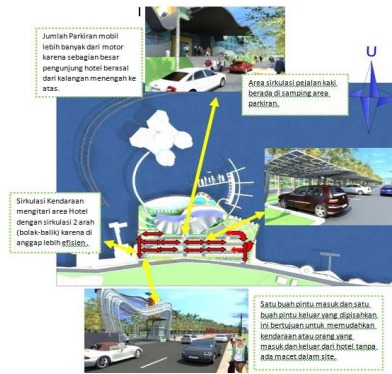 Jumlah Parkiran mobil
lebih banyak dari motor
karena sebagian besar
pengunjung hotel berasal
dari kalangan menengah ke
atas.
Area sirkulasi pejalan kaki
berada di samping area
parkiran.
U
Sirkulasi Kendaraan
mengitari area Hotel
dengan sirkulasi 2 arah
(bolak-balik) karena di
anggap lebih efisien.
Satu buah pintu masuk dan satu
buah pintu keluar yang dipisahkan
ini bertujuan untuk memudahkan
kendaraan atau orang yang
masuk dan keluar dari hotel tanpa
ada macet dalam site.